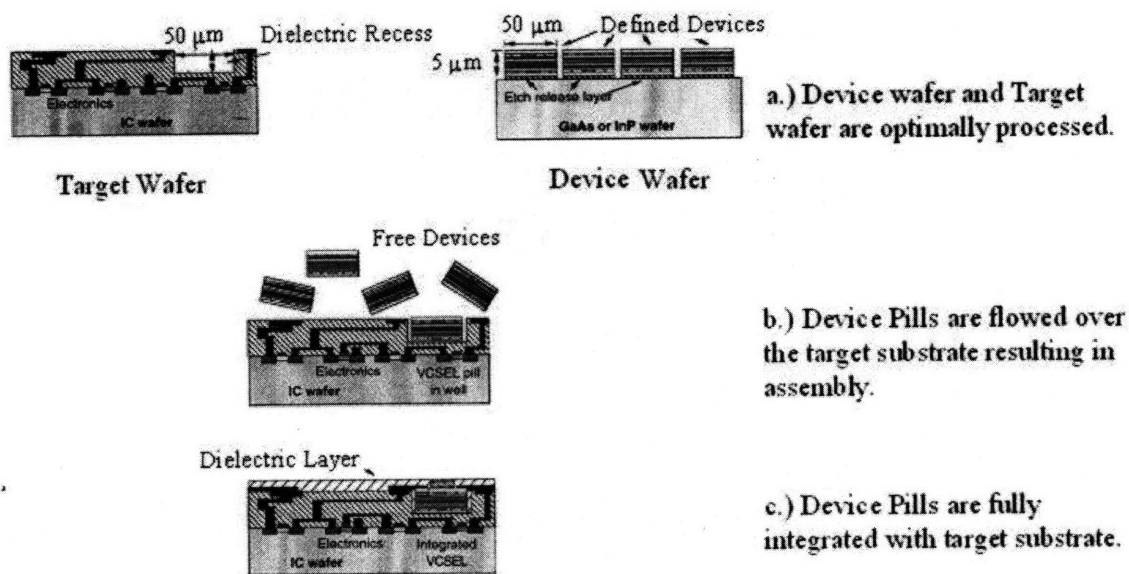 50 μm
Dielectric Recess
Electronics
IC wafer
Target Wafer
50 μm
Defined Devices
5 μm
Etch release layer
GaAs or InP wafer
Device Wafer
a.) Device wafer and Target
wafer are optimally processed.
Free Devices
Electronics
IC wafer
VCSEL pill
in well
b.) Device Pills are flowed over
the target substrate resulting in
assembly.
Dielectric Layer
Electronics
IC wafer
Integrated
VCSEL
c.) Device Pills are fully
integrated with target substrate.